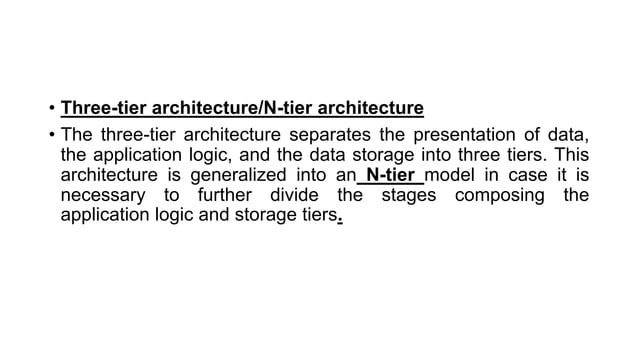 • Three-tier architecture/N-tier architecture
• The three-tier architecture separates the presentation of data,
the application logic, and the data storage into three tiers. This
architecture is generalized into an N-tier model in case it is
necessary to further divide the stages composing the
application logic and storage tiers.